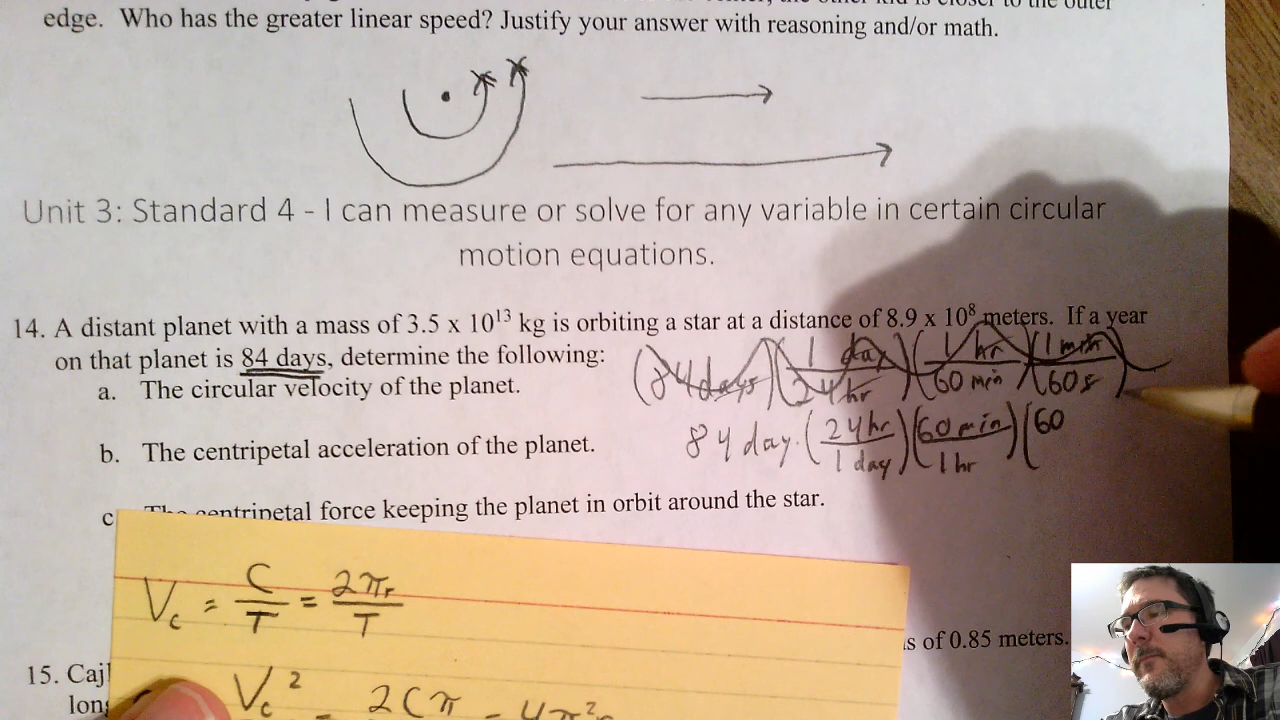 edge. Who has the greater linear speed? Justify your answer with reasoning and/or math.
Unit 3: Standard 4 - I can measure or solve for any variable in certain circular
motion equations.
14. A distant planet with a mass of 3.5 x 10¹³ kg is orbiting a star at a distance of 8.9 x 10⁸ meters. If a year
on that planet is 84 days, determine the following:
(84 days)(1 day/24 hr)(1 hr/60 min)(1 min/60 s)
a. The circular velocity of the planet.
84 day · (24 hr/1 day)(60 min/1 hr)(60
b. The centripetal acceleration of the planet.
c. The centripetal force keeping the planet in orbit around the star.
Vc = C/T = 2πr/T
s of 0.85 meters.
15. Caj
Vc² 2Cπ = 4π²r
long